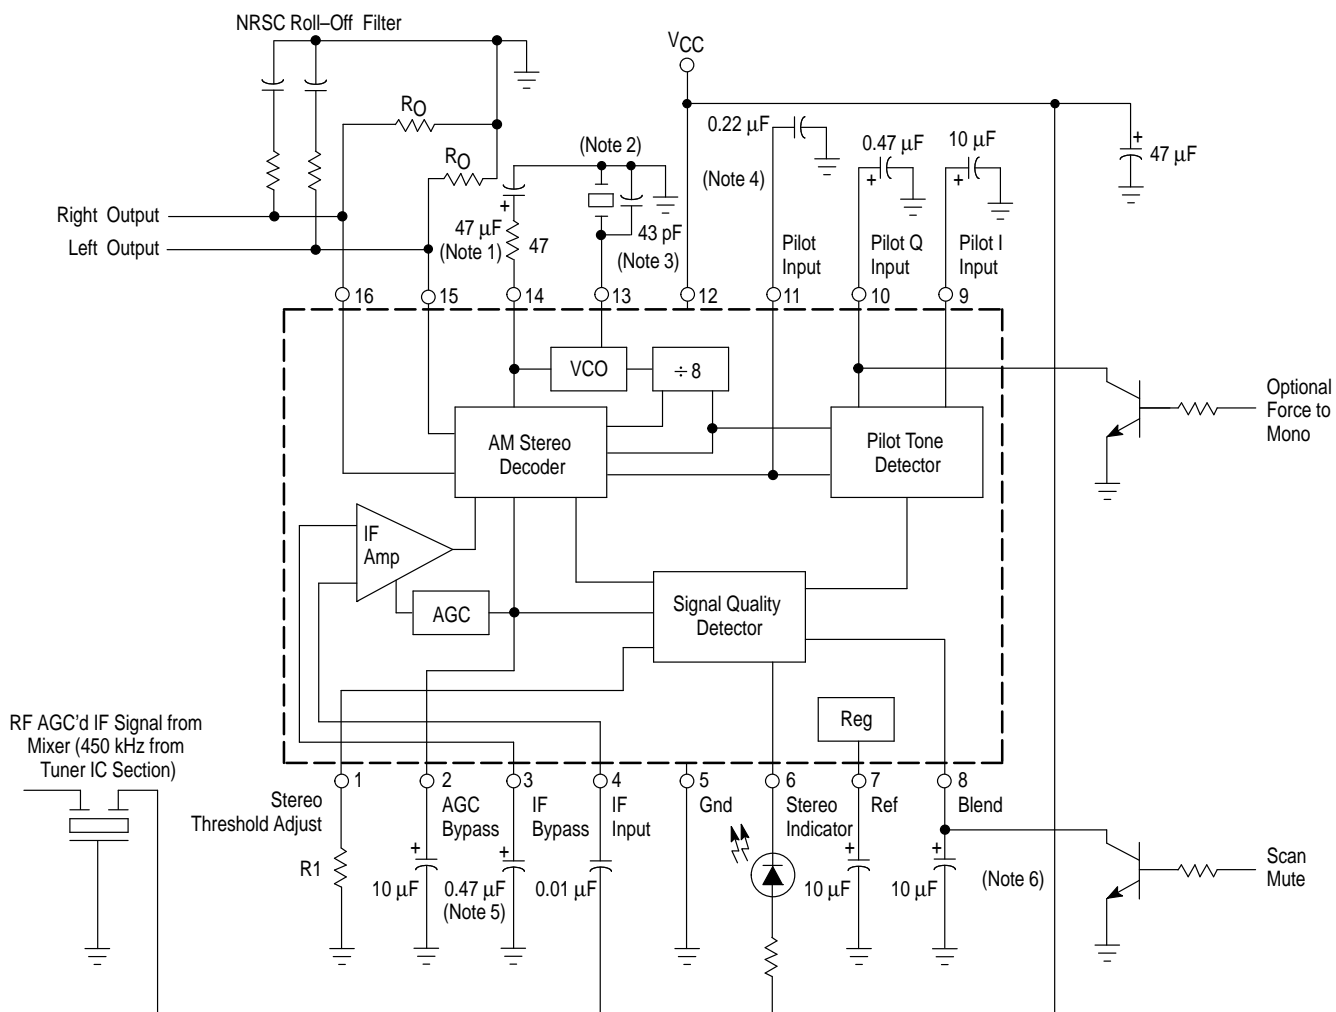 NRSC Roll–Off Filter
VCC
RO
RO
0.22 μF
(Note 4)
0.47 μF
+
10 μF
+
+
47 μF
(Note 2)
+
47 μF
(Note 1)
47
43 pF
(Note 3)
Right Output
Left Output
Pilot
Input
Pilot Q
Input
Pilot I
Input
16
15
14
13
12
11
10
9
VCO
÷ 8
AM Stereo
Decoder
Pilot Tone
Detector
Optional
Force to
Mono
IF
Amp
AGC
Signal Quality
Detector
Reg
RF AGC'd IF Signal from
Mixer (450 kHz from
Tuner IC Section)
1
2
3
4
5
6
7
8
Stereo
Threshold Adjust
AGC
Bypass
IF
Bypass
IF
Input
Gnd
Stereo
Indicator
Ref
Blend
R1
+
10 μF
+
0.47 μF
(Note 5)
0.01 μF
+
10 μF
+
10 μF
(Note 6)
Scan
Mute